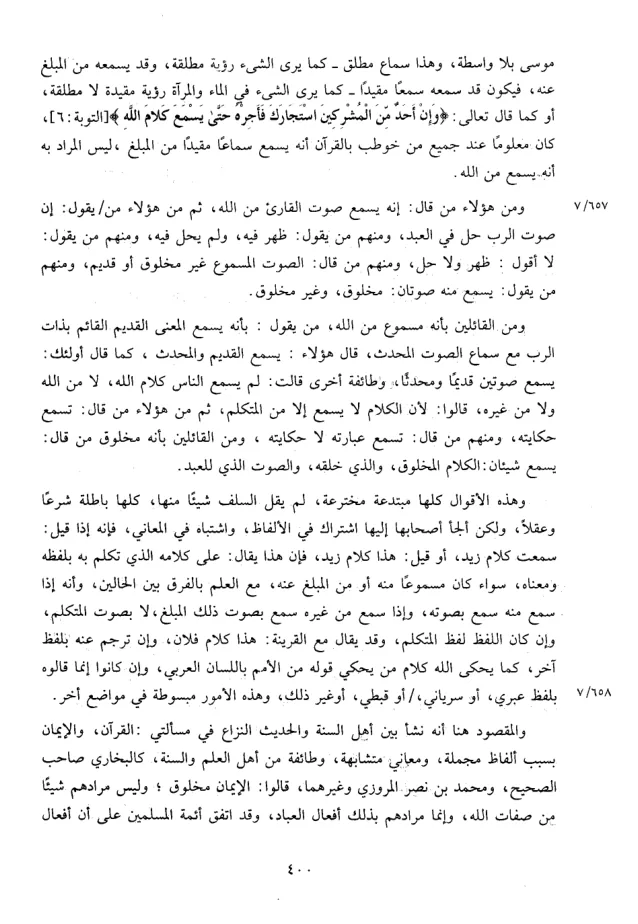 موسى بلا واسطة، وهذا سماع مطلق ـ كما يرى الشىء رؤية مطلقة، وقد يسمعه من المبلغ
عنه، فيكون قد سمعه سمعًا مقيدًا ـ كما يرى الشىء في الماء والمرآة رؤية مقيدة لا مطلقة،
أو كما قال تعالى: ﴿وَإِنْ أَحَدٌ مِّنَ الْمُشْرِكِينَ اسْتَجَارَكَ فَأَجِرْهُ حَتَّىٰ يَسْمَعَ كَلَامَ اللَّهِ﴾[التوبة:٦]،
كان معلومًا عند جميع من خوطب بالقرآن أنه يسمع سماعًا مقيدًا من المبلغ ،ليس المراد به
أنه يسمع من الله.
ومن هؤلاء من قال: إنه يسمع صوت القارئ من الله، ثم من هؤلاء من/يقول: إن
٧/٦٥٧
صوت الرب حل في العبد، ومنهم من يقول: ظهر فيه، ولم يحل فيه، ومنهم من يقول:
لا أقول : ظهر ولا حل، ومنهم من قال: الصوت المسموع غير مخلوق أو قديم، ومنهم
من يقول: يسمع منه صوتان: مخلوق، وغير مخلوق.
ومن القائلين بأنه مسموع من الله، من يقول : بأنه يسمع المعنى القديم القائم بذات
الرب مع سماع الصوت المحدث، قال هؤلاء : يسمع القديم والمحدث ، كما قال أولئك:
يسمع صوتين قديمًا ومحدثًا، وطائفة أخرى قالت: لم يسمع الناس كلام الله، لا من الله
ولا من غيره، قالوا: لأن الكلام لا يسمع إلا من المتكلم، ثم من هؤلاء من قال: تسمع
حكايته، ومنهم من قال: تسمع عبارته لا حكايته ، ومن القائلين بأنه مخلوق من قال:
يسمع شيئان:الكلام المخلوق، والذي خلقه، والصوت الذي للعبد.
وهذه الأقوال كلها مبتدعة مخترعة، لم يقل السلف شيئًا منها، كلها باطلة شرعًا
وعقلاً، ولكن ألجأ أصحابها إليها اشتراك في الألفاظ، واشتباه في المعاني، فإنه إذا قيل:
سمعت كلام زيد، أو قيل: هذا كلام زيد، فإن هذا يقال: على كلامه الذي تكلم به بلفظه
ومعناه، سواء كان مسموعًا منه أو من المبلغ عنه، مع العلم بالفرق بين الحالين، وأنه إذا
سمع منه سمع بصوته، وإذا سمع من غيره سمع بصوت ذلك المبلغ،لا بصوت المتكلم،
وإن كان اللفظ لفظ المتكلم، وقد يقال مع القرينة: هذا كلام فلان، وإن ترجم عنه بلفظ
آخر، كما يحكى الله كلام من يحكي قوله من الأمم باللسان العربي، وإن كانوا إنما قالوه
بلفظ عبري، أو سرياني،/أو قبطي، أوغير ذلك، وهذه الأمور مبسوطة في مواضع أخر.
٧/٦٥٨
والمقصود هنا أنه نشأ بين أهل السنة والحديث النزاع في مسألتي :القرآن، والإيمان
بسبب ألفاظ مجملة، ومعاني متشابهة، وطائفة من أهل العلم والسنة، كالبخاري صاحب
الصحيح، ومحمد بن نصر المروزي وغيرهما، قالوا: الإيمان مخلوق ؛ وليس مرادهم شيئًا
من صفات الله، وإنما مرادهم بذلك أفعال العباد، وقد اتفق أئمة المسلمين على أن أفعال
٤٠٠